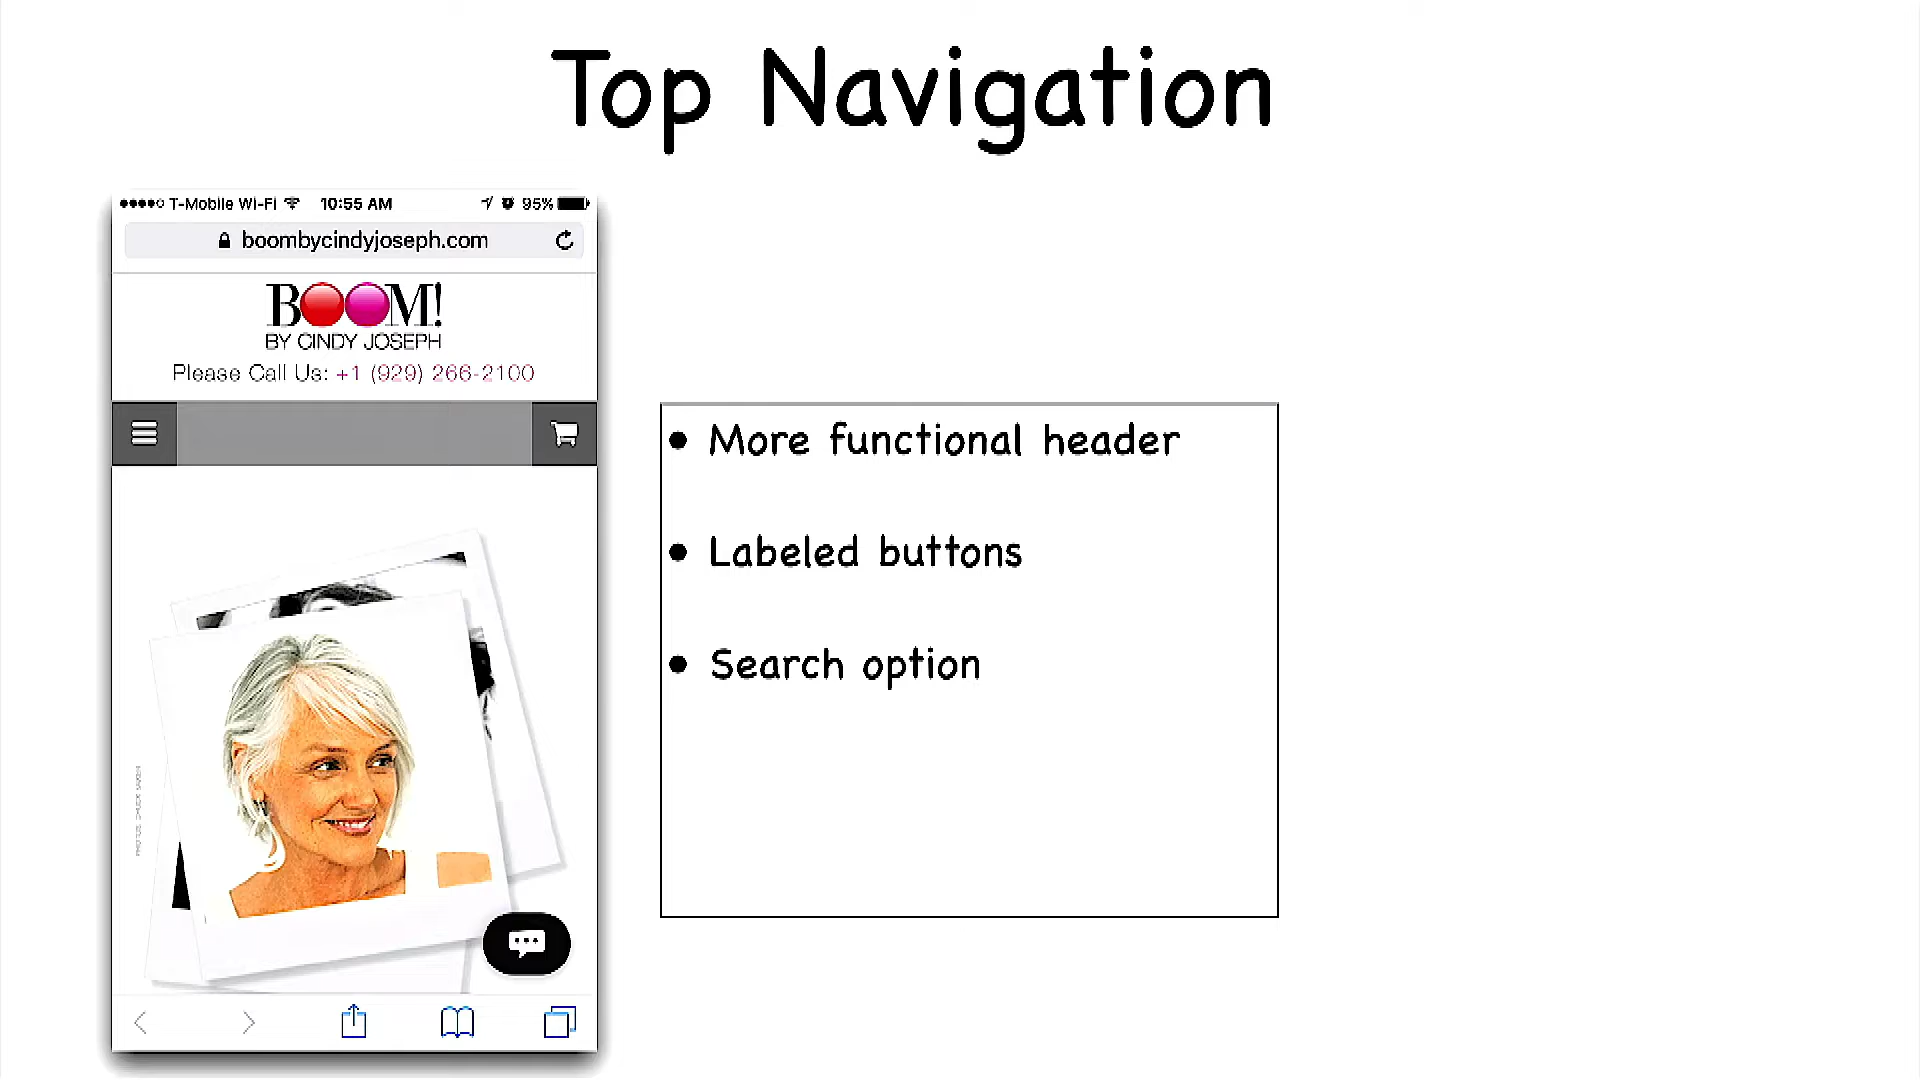 Top Navigation
T-Mobile Wi-Fi 10:55 AM 95%
boombycindyjoseph.com
BOOM!
BY CINDY JOSEPH
Please Call Us: +1 (929) 266-2100
• More functional header
• Labeled buttons
• Search option